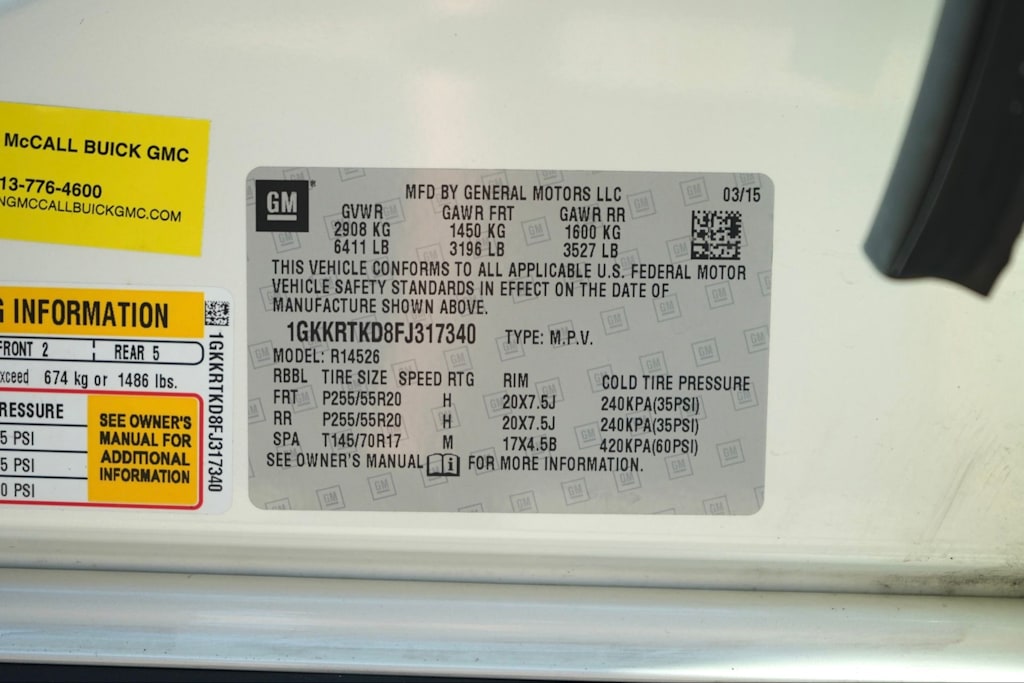 McCALL BUICK GMC
13-776-4600
NGMCCALLBUICKGMC.COM
G INFORMATION
FRONT 2 REAR 5
xceed 674 kg or 1486 lbs.
RESSURE
5 PSI
5 PSI
0 PSI
SEE OWNER'S
MANUAL FOR
ADDITIONAL
INFORMATION
1GKKRTKD8FJ317340
GM
MFD BY GENERAL MOTORS LLC 03/15
GVWR GAWR FRT GAWR RR
2908 KG 1450 KG 1600 KG
6411 LB 3196 LB 3527 LB
THIS VEHICLE CONFORMS TO ALL APPLICABLE U.S. FEDERAL MOTOR
VEHICLE SAFETY STANDARDS IN EFFECT ON THE DATE OF
MANUFACTURE SHOWN ABOVE.
1GKKRTKD8FJ317340 TYPE: M.P.V.
MODEL: R14526
RBBL TIRE SIZE SPEED RTG RIM COLD TIRE PRESSURE
FRT P255/55R20 H 20X7.5J 240KPA(35PSI)
RR P255/55R20 H 20X7.5J 240KPA(35PSI)
SPA T145/70R17 M 17X4.5B 420KPA(60PSI)
SEE OWNER'S MANUAL FOR MORE INFORMATION.